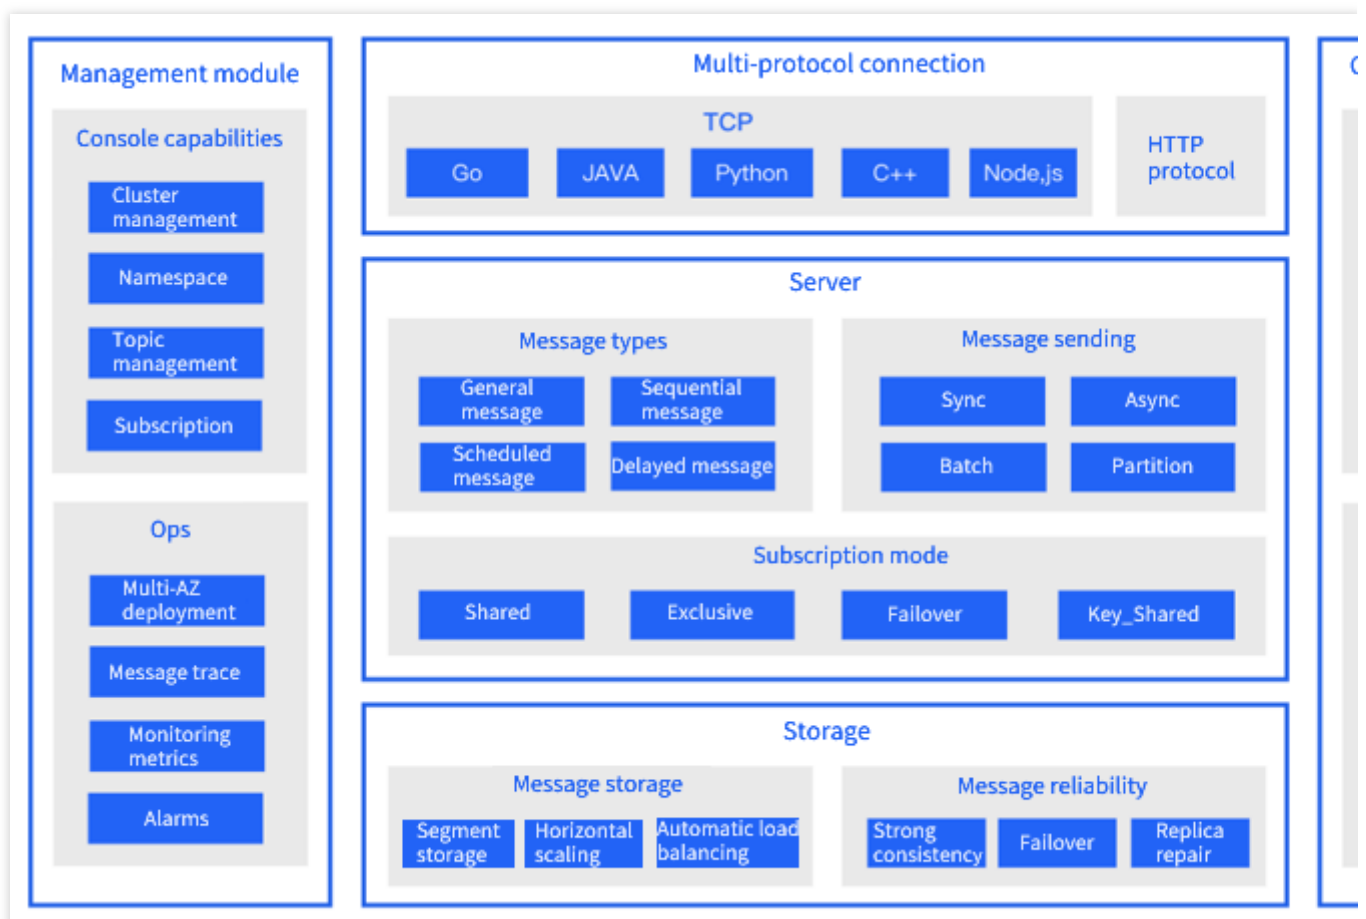 Management module
Console capabilities
Cluster
management
Namespace
Topic
management
Subscription
Ops
Multi-AZ
deployment
Message trace
Monitoring
metrics
Alarms
Multi-protocol connection
TCP
Go
JAVA
Python
C++
Node,js
HTTP
protocol
Server
Message types
General
message
Sequential
message
Scheduled
message
Delayed message
Message sending
Sync
Async
Batch
Partition
Subscription mode
Shared
Exclusive
Failover
Key_Shared
Storage
Message storage
Segment
storage
Horizontal
scaling
Automatic load
balancing
Message reliability
Strong
consistency
Failover
Replica
repair